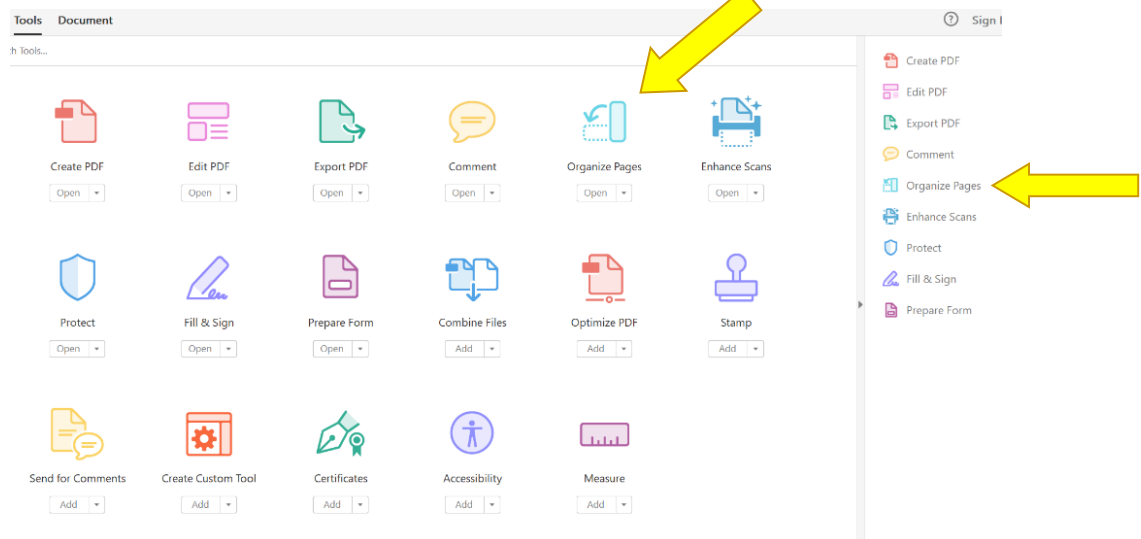 Tools Document
Sign
Tools...
Create PDF Edit PDF Export PDF Comment Organize Pages Enhance Scans
Open Open Open Open Open Open
Protect Fill & Sign Prepare Form Combine Files Optimize PDF Stamp
Open Open Open Add Add Add
Send for Comments Create Custom Tool Certificates Accessibility Measure
Add Add Add Add Add
Create PDF
Edit PDF
Export PDF
Comment
Organize Pages
Enhance Scans
Protect
Fill & Sign
Prepare Form